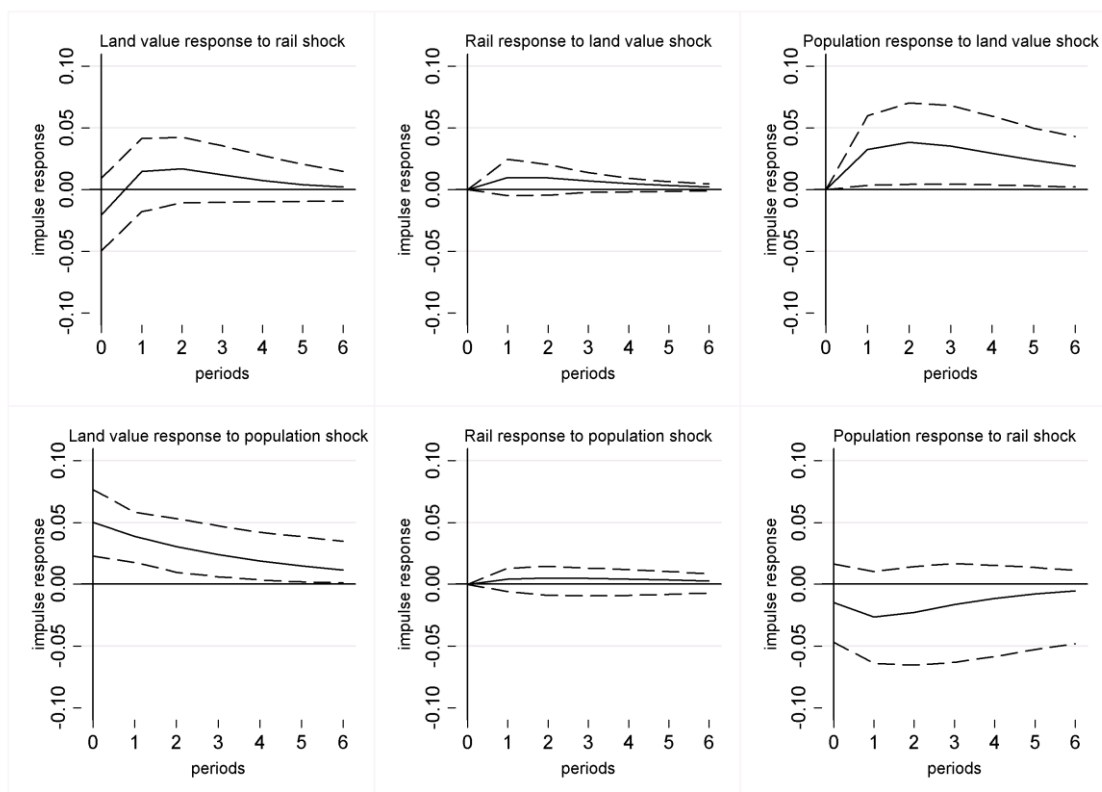 Land value response to rail shock
impulse response
0.10
0.05
0.00
-0.05
-0.10
0 1 2 3 4 5 6
periods
Rail response to land value shock
impulse response
0.10
0.05
0.00
-0.05
-0.10
0 1 2 3 4 5 6
periods
Population response to land value shock
impulse response
0.10
0.05
0.00
-0.05
-0.10
0 1 2 3 4 5 6
periods
Land value response to population shock
impulse response
0.10
0.05
0.00
-0.05
-0.10
0 1 2 3 4 5 6
periods
Rail response to population shock
impulse response
0.10
0.05
0.00
-0.05
-0.10
0 1 2 3 4 5 6
periods
Population response to rail shock
impulse response
0.10
0.05
0.00
-0.05
-0.10
0 1 2 3 4 5 6
periods